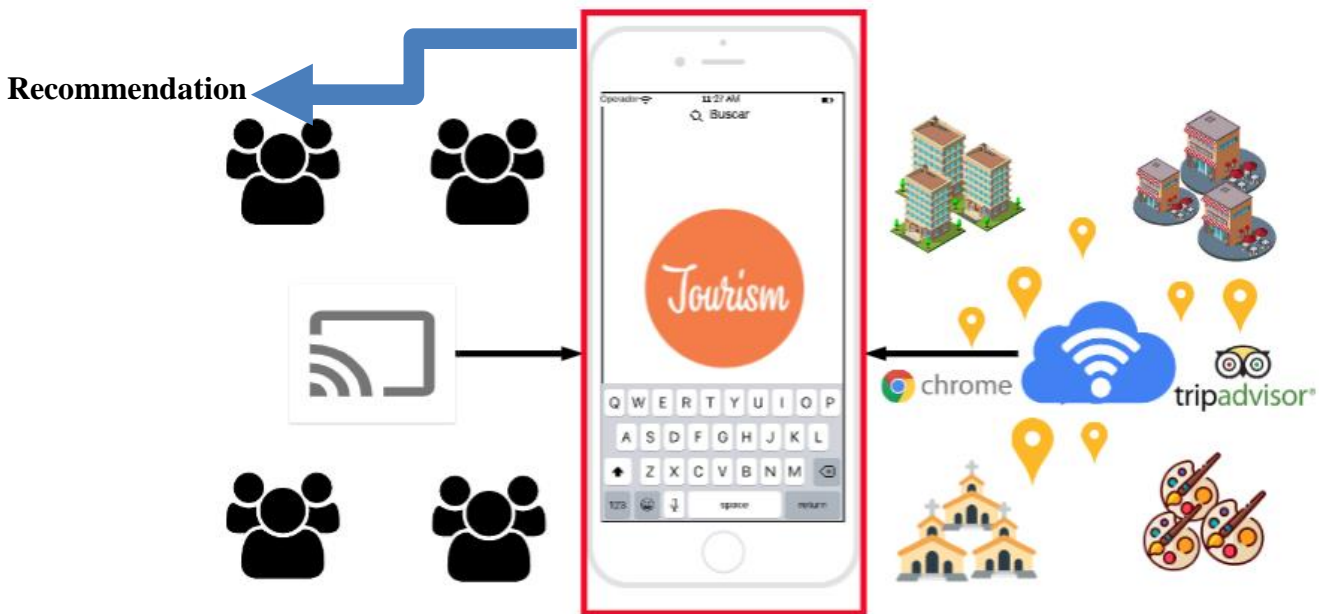 Recommendation
Operador 11:27 AM
Buscar
Tourism
chrome
tripadvisor®
Q W E R T Y U I O P
A S D F G H J K L
Z X C V B N M
123 space return